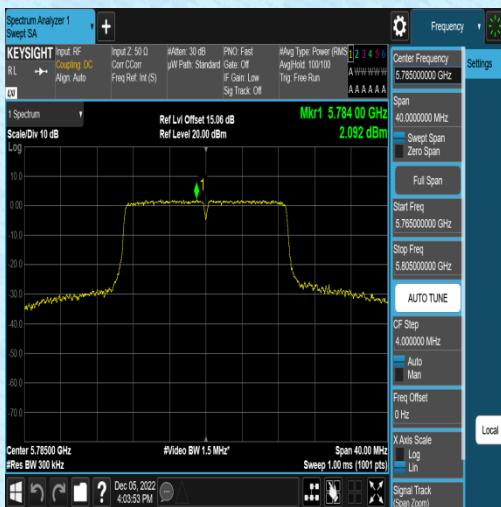 Spectrum Analyzer 1
Swept SA
+
Frequency
KEYSIGHT
Input: RF
Coupling: DC
Align: Auto
Input Z: 50 Ω
Corr CCorr
Freq Ref: Int (S)
#Atten: 30 dB
µW Path: Standard
PNO: Fast
Gate: Off
IF Gain: Low
Sig Track: Off
#Avg Type: Power (RMS)
Avg|Hold: 100/100
Trig: Free Run
1 2 3 4 5 6
A W W W W W
A A A A A A
RL
LXI
1 Spectrum
Scale/Div 10 dB
Log
Ref Lvl Offset 15.06 dB
Ref Level 20.00 dBm
Mkr1 5.784 00 GHz
2.092 dBm
1
10.0
0.00
-10.0
-20.0
-30.0
-40.0
-50.0
-60.0
-70.0
Center 5.78500 GHz
#Res BW 300 kHz
#Video BW 1.5 MHz*
Span 40.00 MHz
Sweep 1.00 ms (1001 pts)
Dec 05, 2022
4:03:53 PM
?
Center Frequency
5.785000000 GHz
Span
40.0000000 MHz
Swept Span
Zero Span
Full Span
Start Freq
5.765000000 GHz
Stop Freq
5.805000000 GHz
AUTO TUNE
CF Step
4.000000 MHz
Auto
Man
Freq Offset
0 Hz
X Axis Scale
Log
Lin
Signal Track
(Span Zoom)
Settings
Local